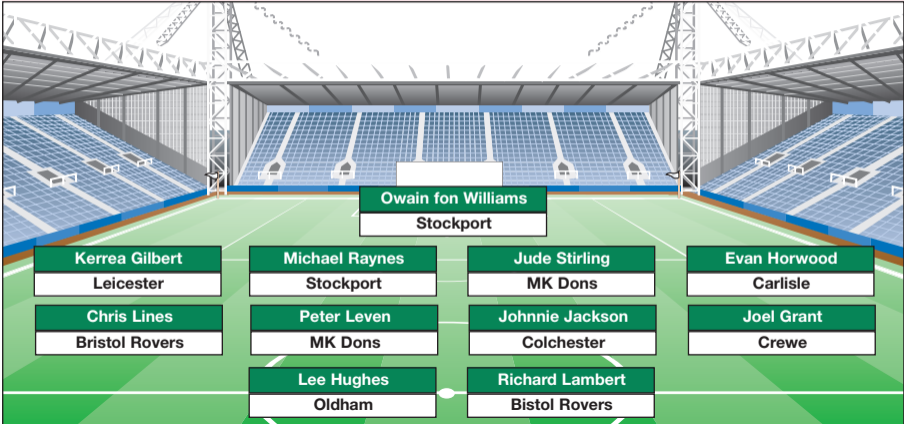 Owain fon Williams
Stockport
Kerrea Gilbert
Leicester
Michael Raynes
Stockport
Jude Stirling
MK Dons
Evan Horwood
Carlisle
Chris Lines
Bristol Rovers
Peter Leven
MK Dons
Johnnie Jackson
Colchester
Joel Grant
Crewe
Lee Hughes
Oldham
Richard Lambert
Bistol Rovers